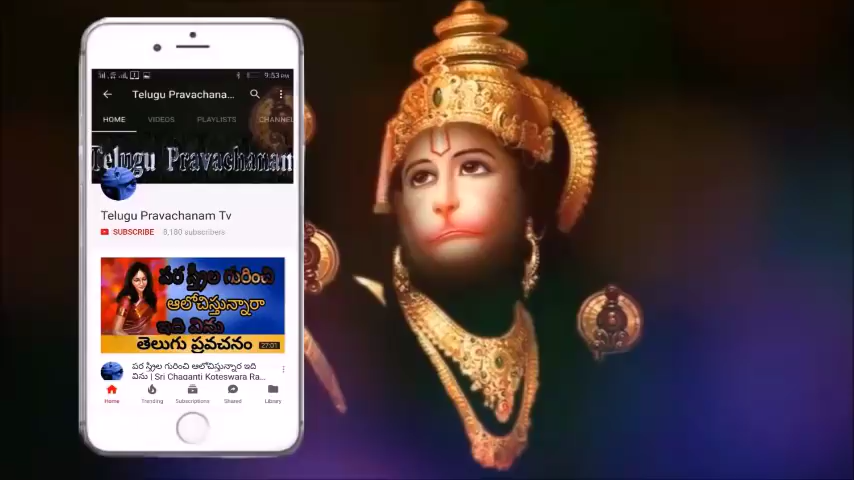 9:53 PM
Telugu Pravachana...
HOME VIDEOS PLAYLISTS CHANNEL
Telugu Pravachanam
Telugu Pravachanam Tv
SUBSCRIBE 8,180 subscribers
పర స్త్రీల గురించి
ఆలోచిస్తున్నారా
ఇది విను
తెలుగు ప్రవచనం 27:01
పర స్త్రీల గురించి ఆలోచిస్తున్నార ఇది
విను | Sri Chaganti Koteswara Ra...
Home Trending Subscriptions Shared Library